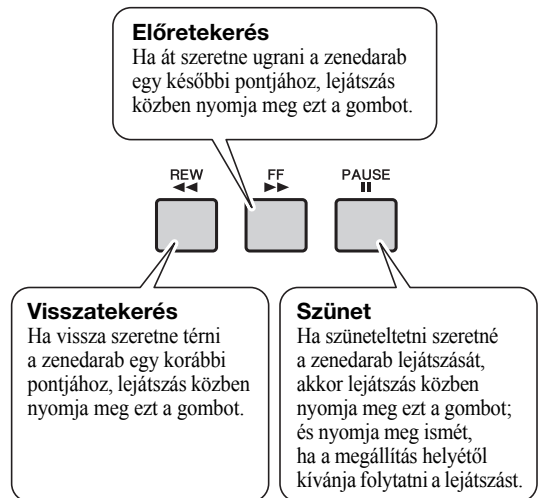 Előretekerés
Ha át szeretne ugrani a zenedarab
egy későbbi pontjához, lejátszás
közben nyomja meg ezt a gombot.
REW
FF
PAUSE
Visszatekerés
Ha vissza szeretne térni
a zenedarab egy korábbi
pontjához, lejátszás közben
nyomja meg ezt a gombot.
Szünet
Ha szüneteltetni szeretné
a zenedarab lejátszását,
akkor lejátszás közben
nyomja meg ezt a gombot;
és nyomja meg ismét,
ha a megállítás helyétől
kívánja folytatni a lejátszást.